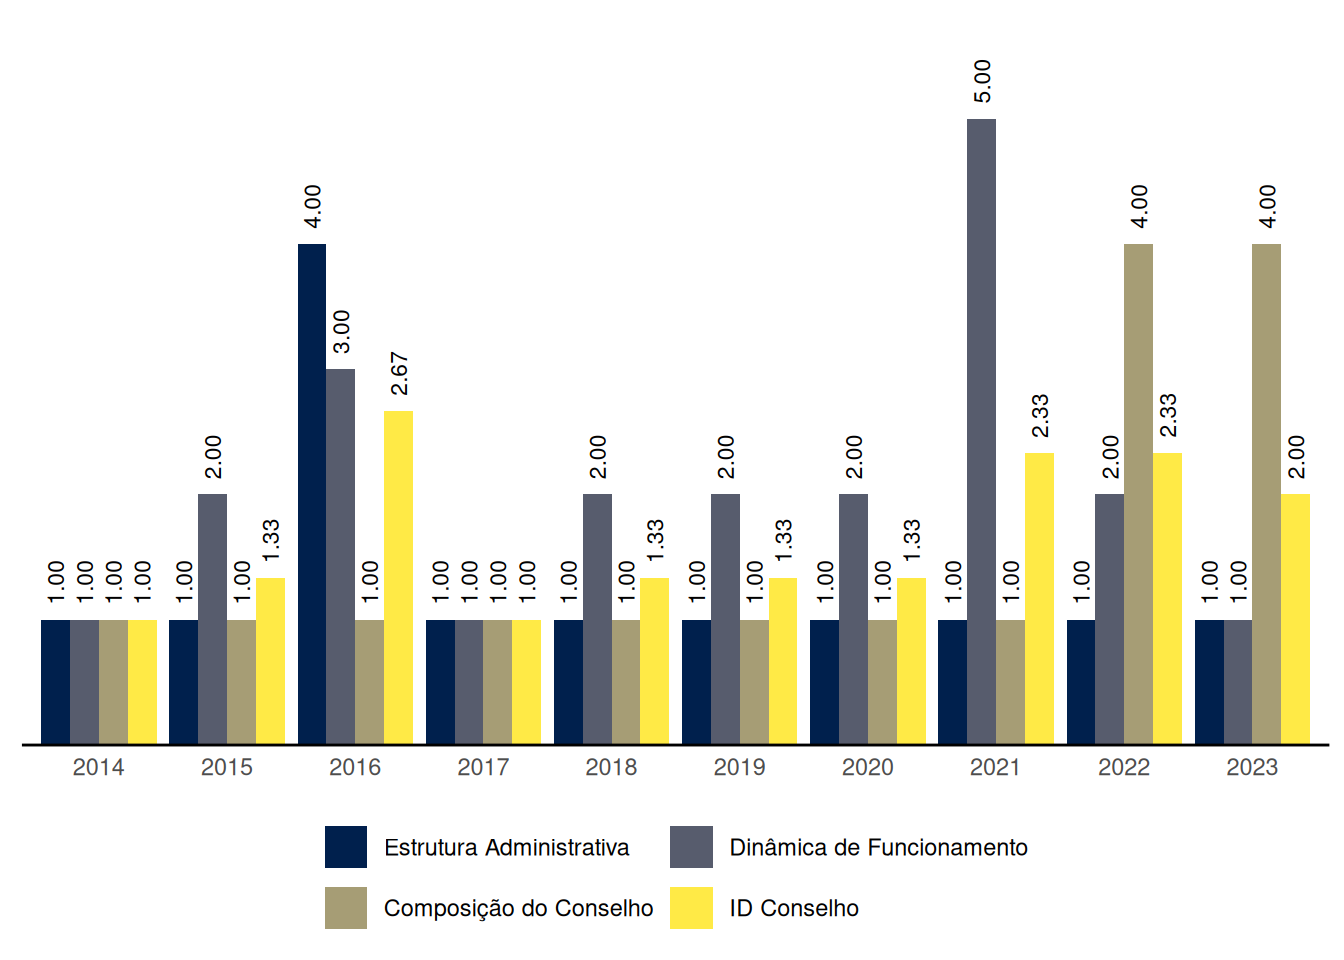 5.00
4.00 4.00 4.00
3.00 2.67
2.33 2.33
2.00 2.00 2.00 2.00 2.00 2.00
1.33 1.33 1.33 1.33
1.00 1.00 1.00 1.00 1.00 1.00 1.00 1.00 1.00 1.00 1.00 1.00 1.00 1.00 1.00 1.00 1.00 1.00 1.00 1.00 1.00 1.00 1.00
2014 2015 2016 2017 2018 2019 2020 2021 2022 2023
Estrutura Administrativa Dinâmica de Funcionamento
Composição do Conselho ID Conselho